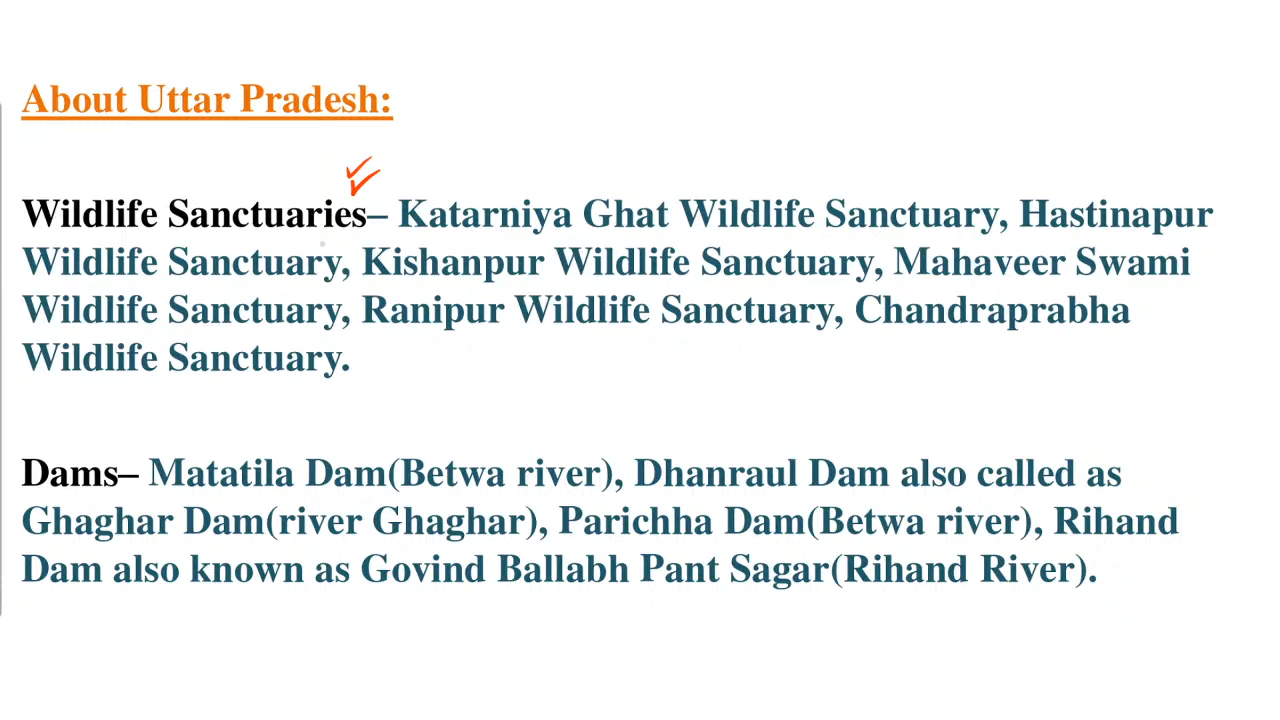 About Uttar Pradesh:
Wildlife Sanctuaries– Katarniya Ghat Wildlife Sanctuary, Hastinapur
Wildlife Sanctuary, Kishanpur Wildlife Sanctuary, Mahaveer Swami
Wildlife Sanctuary, Ranipur Wildlife Sanctuary, Chandraprabha
Wildlife Sanctuary.
Dams– Matatila Dam(Betwa river), Dhanraul Dam also called as
Ghaghar Dam(river Ghaghar), Parichha Dam(Betwa river), Rihand
Dam also known as Govind Ballabh Pant Sagar(Rihand River).